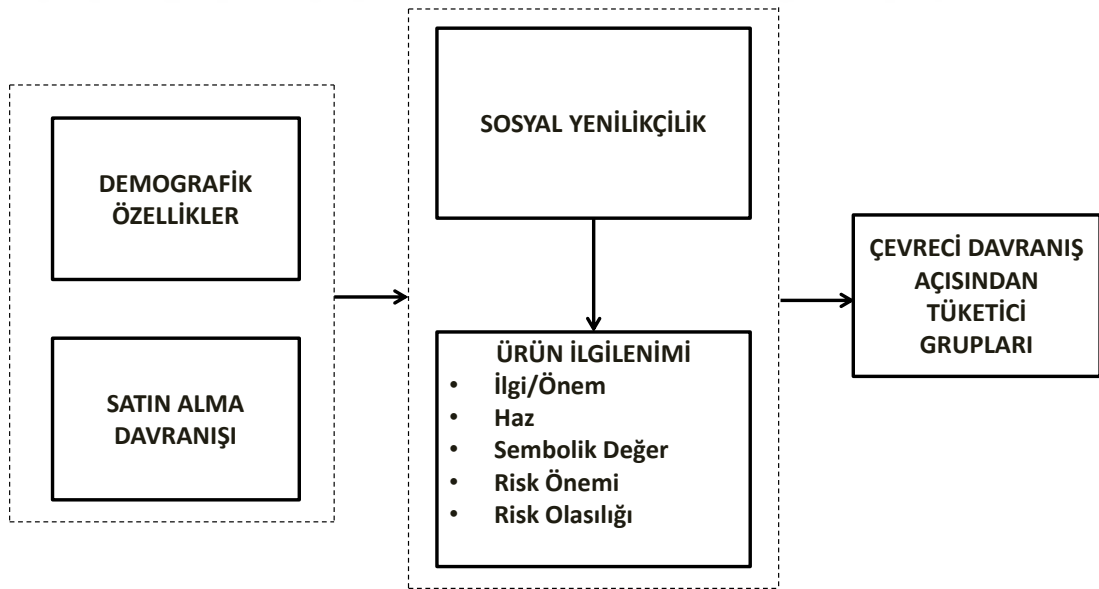 DEMOGRAFİK
ÖZELLİKLER
SATIN ALMA
DAVRANIŞI
SOSYAL YENİLİKÇİLİK
ÜRÜN İLGİLENİMİ
• İlgi/Önem
• Haz
• Sembolik Değer
• Risk Önemi
• Risk Olasılığı
ÇEVRECİ DAVRANIŞ
AÇISINDAN
TÜKETİCİ
GRUPLARI